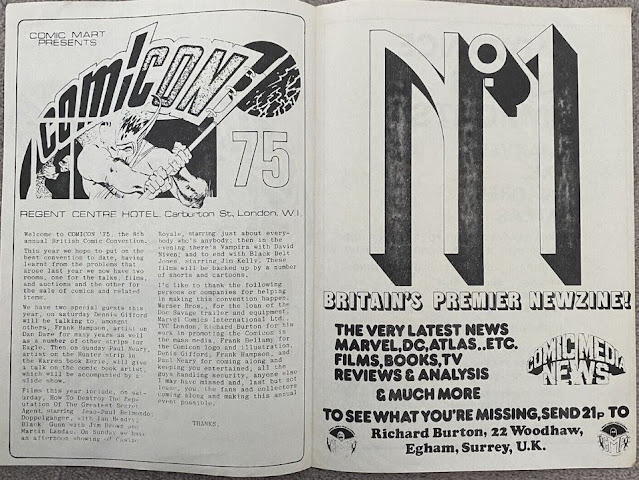 COMIC MART
PRESENTS
COMICON
75
REGENT CENTRE HOTEL Carburton St., London. W.1.
Welcome to COMICON '75, the 8th
annual British Comic Convention.
This year we hope to put on the
best convention to date, having
learnt from the problems that
arose last year we now have two
rooms, one for the talks, films
and auctions and the other for
the sale of comics and related
items.
We have two special guests this
year, on saturday Dennis Gifford
will be talking to, amongst
others, Frank Hampson, artist on
Dan Dare for many years as well
as a number of other strips for
Eagle. Then on Sunday Paul Neary,
artist on the Hunter strip in
the Warren book Eerie, will give
a talk on the comic book artist,
which will be accompanied by a
slide show.
Films this year include, on sat-
urday, How To Destroy The Rep-
utation Of The Greatest Secret
Agent, starring Jean-Paul Belmondo;
Doppelganger, with Ian Hendry;
Black Gunn with Jim Brown and
Martin Landau. On Sunday we have
an afternoon showing of Casino
Royale, starring just about every-
body who's anybody; then in the
evening there's Vampira with David
Niven; and to end with Black Belt
Jones, starring Jim Kelly. These
films will be backed up by a number
of shorts and cartoons.
I'd like to thank the following
persons or companies for helping
in making this convention happen:
Warner Bros., for the loan of the
Doc Savage trailer and equipment,
Marvel Comics International Ltd.,
TVC London, Richard Burton for his
work in promoting the Comicon in
the mass media, Frank Bellamy for
the Comicon logo and illustration,
Denis Gifford, Frank Hampson, and
Paul Neary for coming along and
keeping you entertained, all the
guys handling security, anyone else
I may have missed and, last but not
least, you, the fans and collectors
coming along and making this annual
event possible.
THANKS.
Nº1
BRITAIN'S PREMIER NEWZINE!
THE VERY LATEST NEWS
MARVEL,DC,ATLAS..ETC.
FILMS,BOOKS,TV
REVIEWS & ANALYSIS
& MUCH MORE
COMIC MEDIA
NEWS
TO SEE WHAT YOU'RE MISSING,SEND 21p TO
Richard Burton, 22 Woodhaw,
Egham, Surrey, U.K.